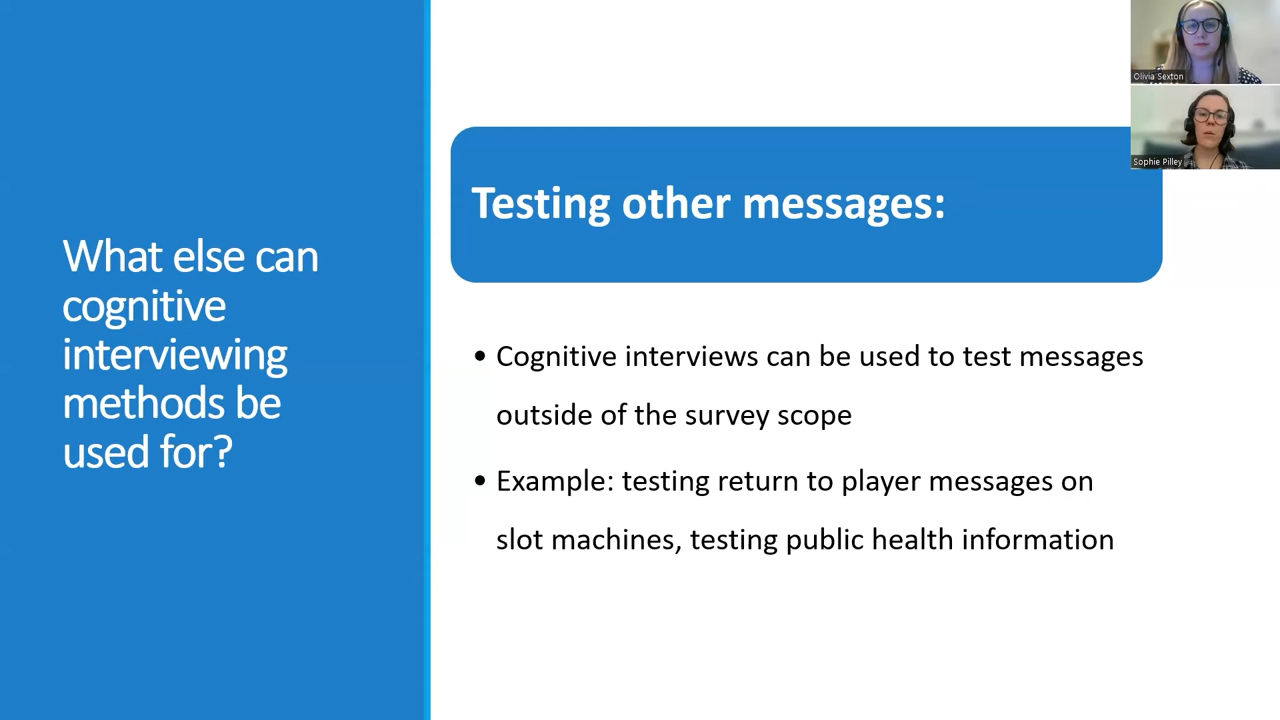 What else can
cognitive
interviewing
methods be
used for?
Testing other messages:
• Cognitive interviews can be used to test messages
outside of the survey scope
• Example: testing return to player messages on
slot machines, testing public health information
Olivia Sexton
Sophie Pilley